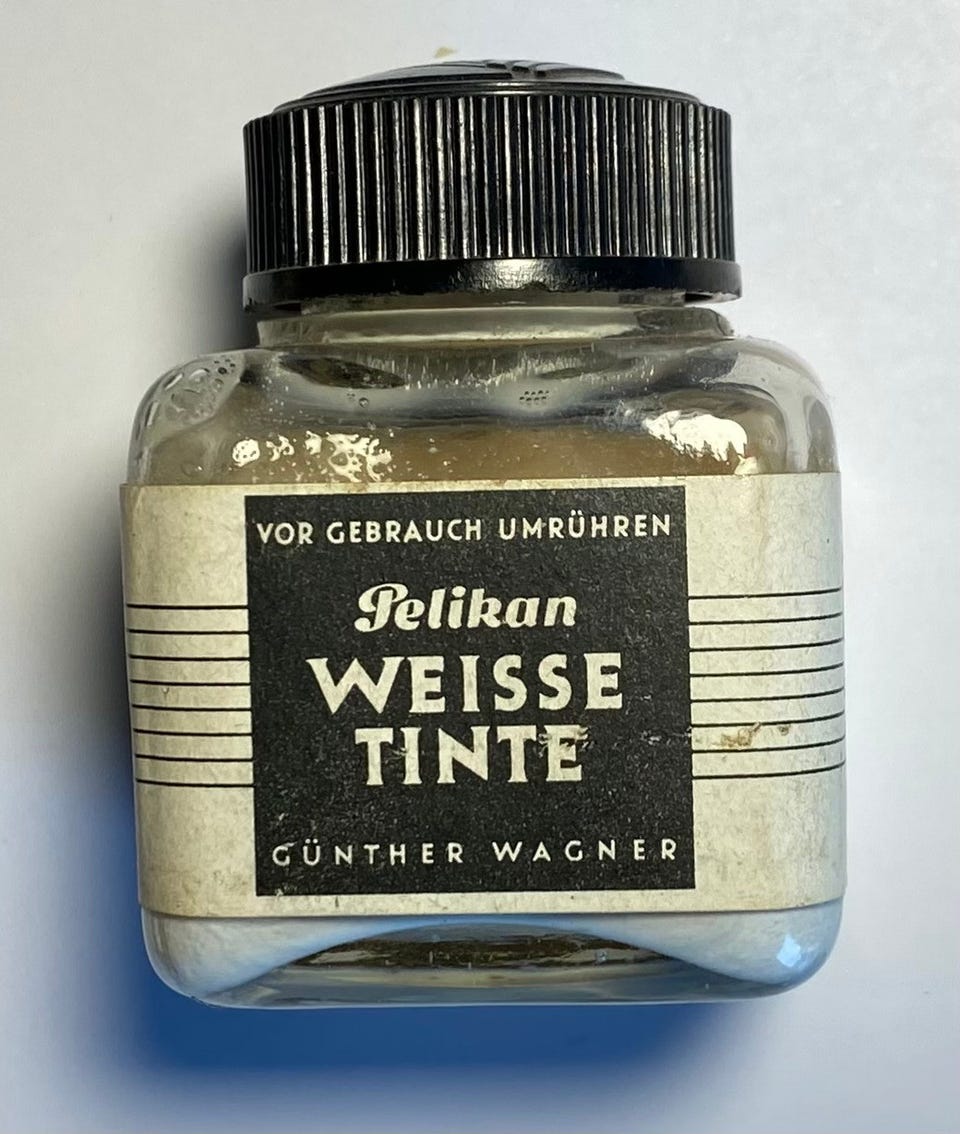 VOR GEBRAUCH UMRÜHREN
Pelikan
WEISSE
TINTE
GÜNTHER WAGNER